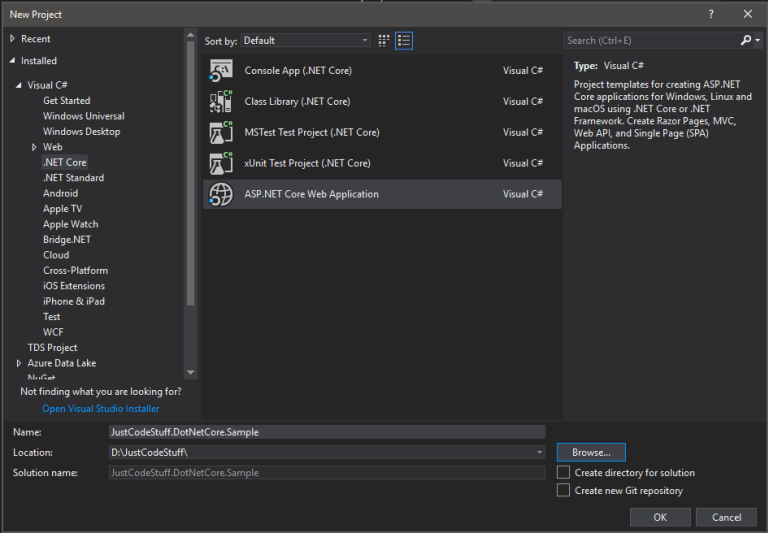 New Project
?
Recent
Installed
Visual C#
Get Started
Windows Universal
Windows Desktop
Web
.NET Core
.NET Standard
Android
Apple TV
Apple Watch
Bridge.NET
Cloud
Cross-Platform
iOS Extensions
iPhone & iPad
Test
WCF
TDS Project
Azure Data Lake
NuGet
Not finding what you are looking for?
Open Visual Studio Installer
Sort by: Default
Console App (.NET Core) Visual C#
Class Library (.NET Core) Visual C#
MSTest Test Project (.NET Core) Visual C#
xUnit Test Project (.NET Core) Visual C#
ASP.NET Core Web Application Visual C#
Search (Ctrl+E)
Type: Visual C#
Project templates for creating ASP.NET
Core applications for Windows, Linux and
macOS using .NET Core or .NET
Framework. Create Razor Pages, MVC,
Web API, and Single Page (SPA)
Applications.
Name: JustCodeStuff.DotNetCore.Sample
Location: D:\JustCodeStuff\ Browse...
Solution name: JustCodeStuff.DotNetCore.Sample
Create directory for solution
Create new Git repository
OK Cancel